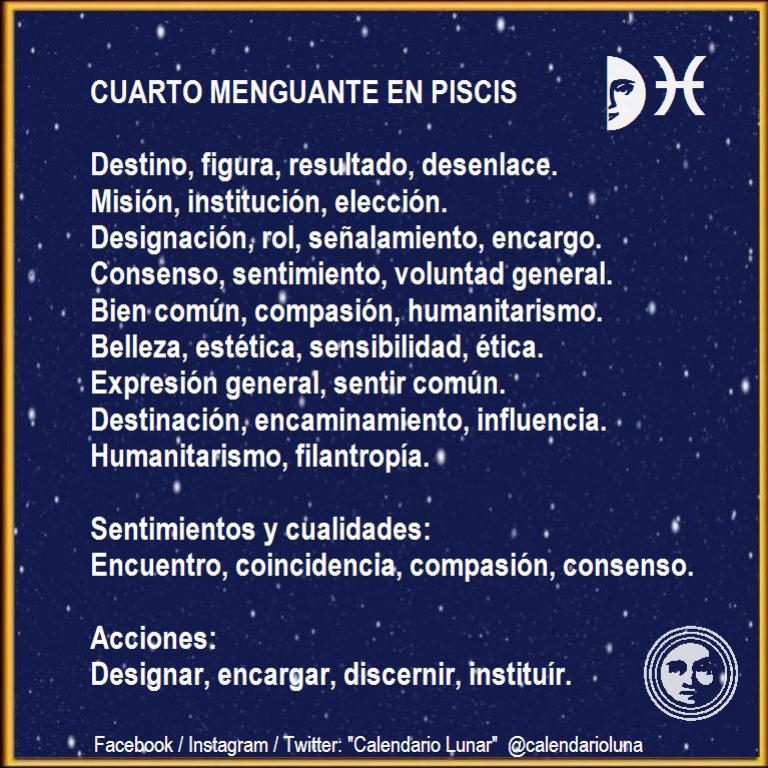 CUARTO MENGUANTE EN PISCIS
Destino, figura, resultado, desenlace.
Misión, institución, elección.
Designación, rol, señalamiento, encargo.
Consenso, sentimiento, voluntad general.
Bien común, compasión, humanitarismo.
Belleza, estética, sensibilidad, ética.
Expresión general, sentir común.
Destinación, encaminamiento, influencia.
Humanitarismo, filantropía.
Sentimientos y cualidades:
Encuentro, coincidencia, compasión, consenso.
Acciones:
Designar, encargar, discernir, instituír.
Facebook / Instagram / Twitter: "Calendario Lunar" @calendarioluna